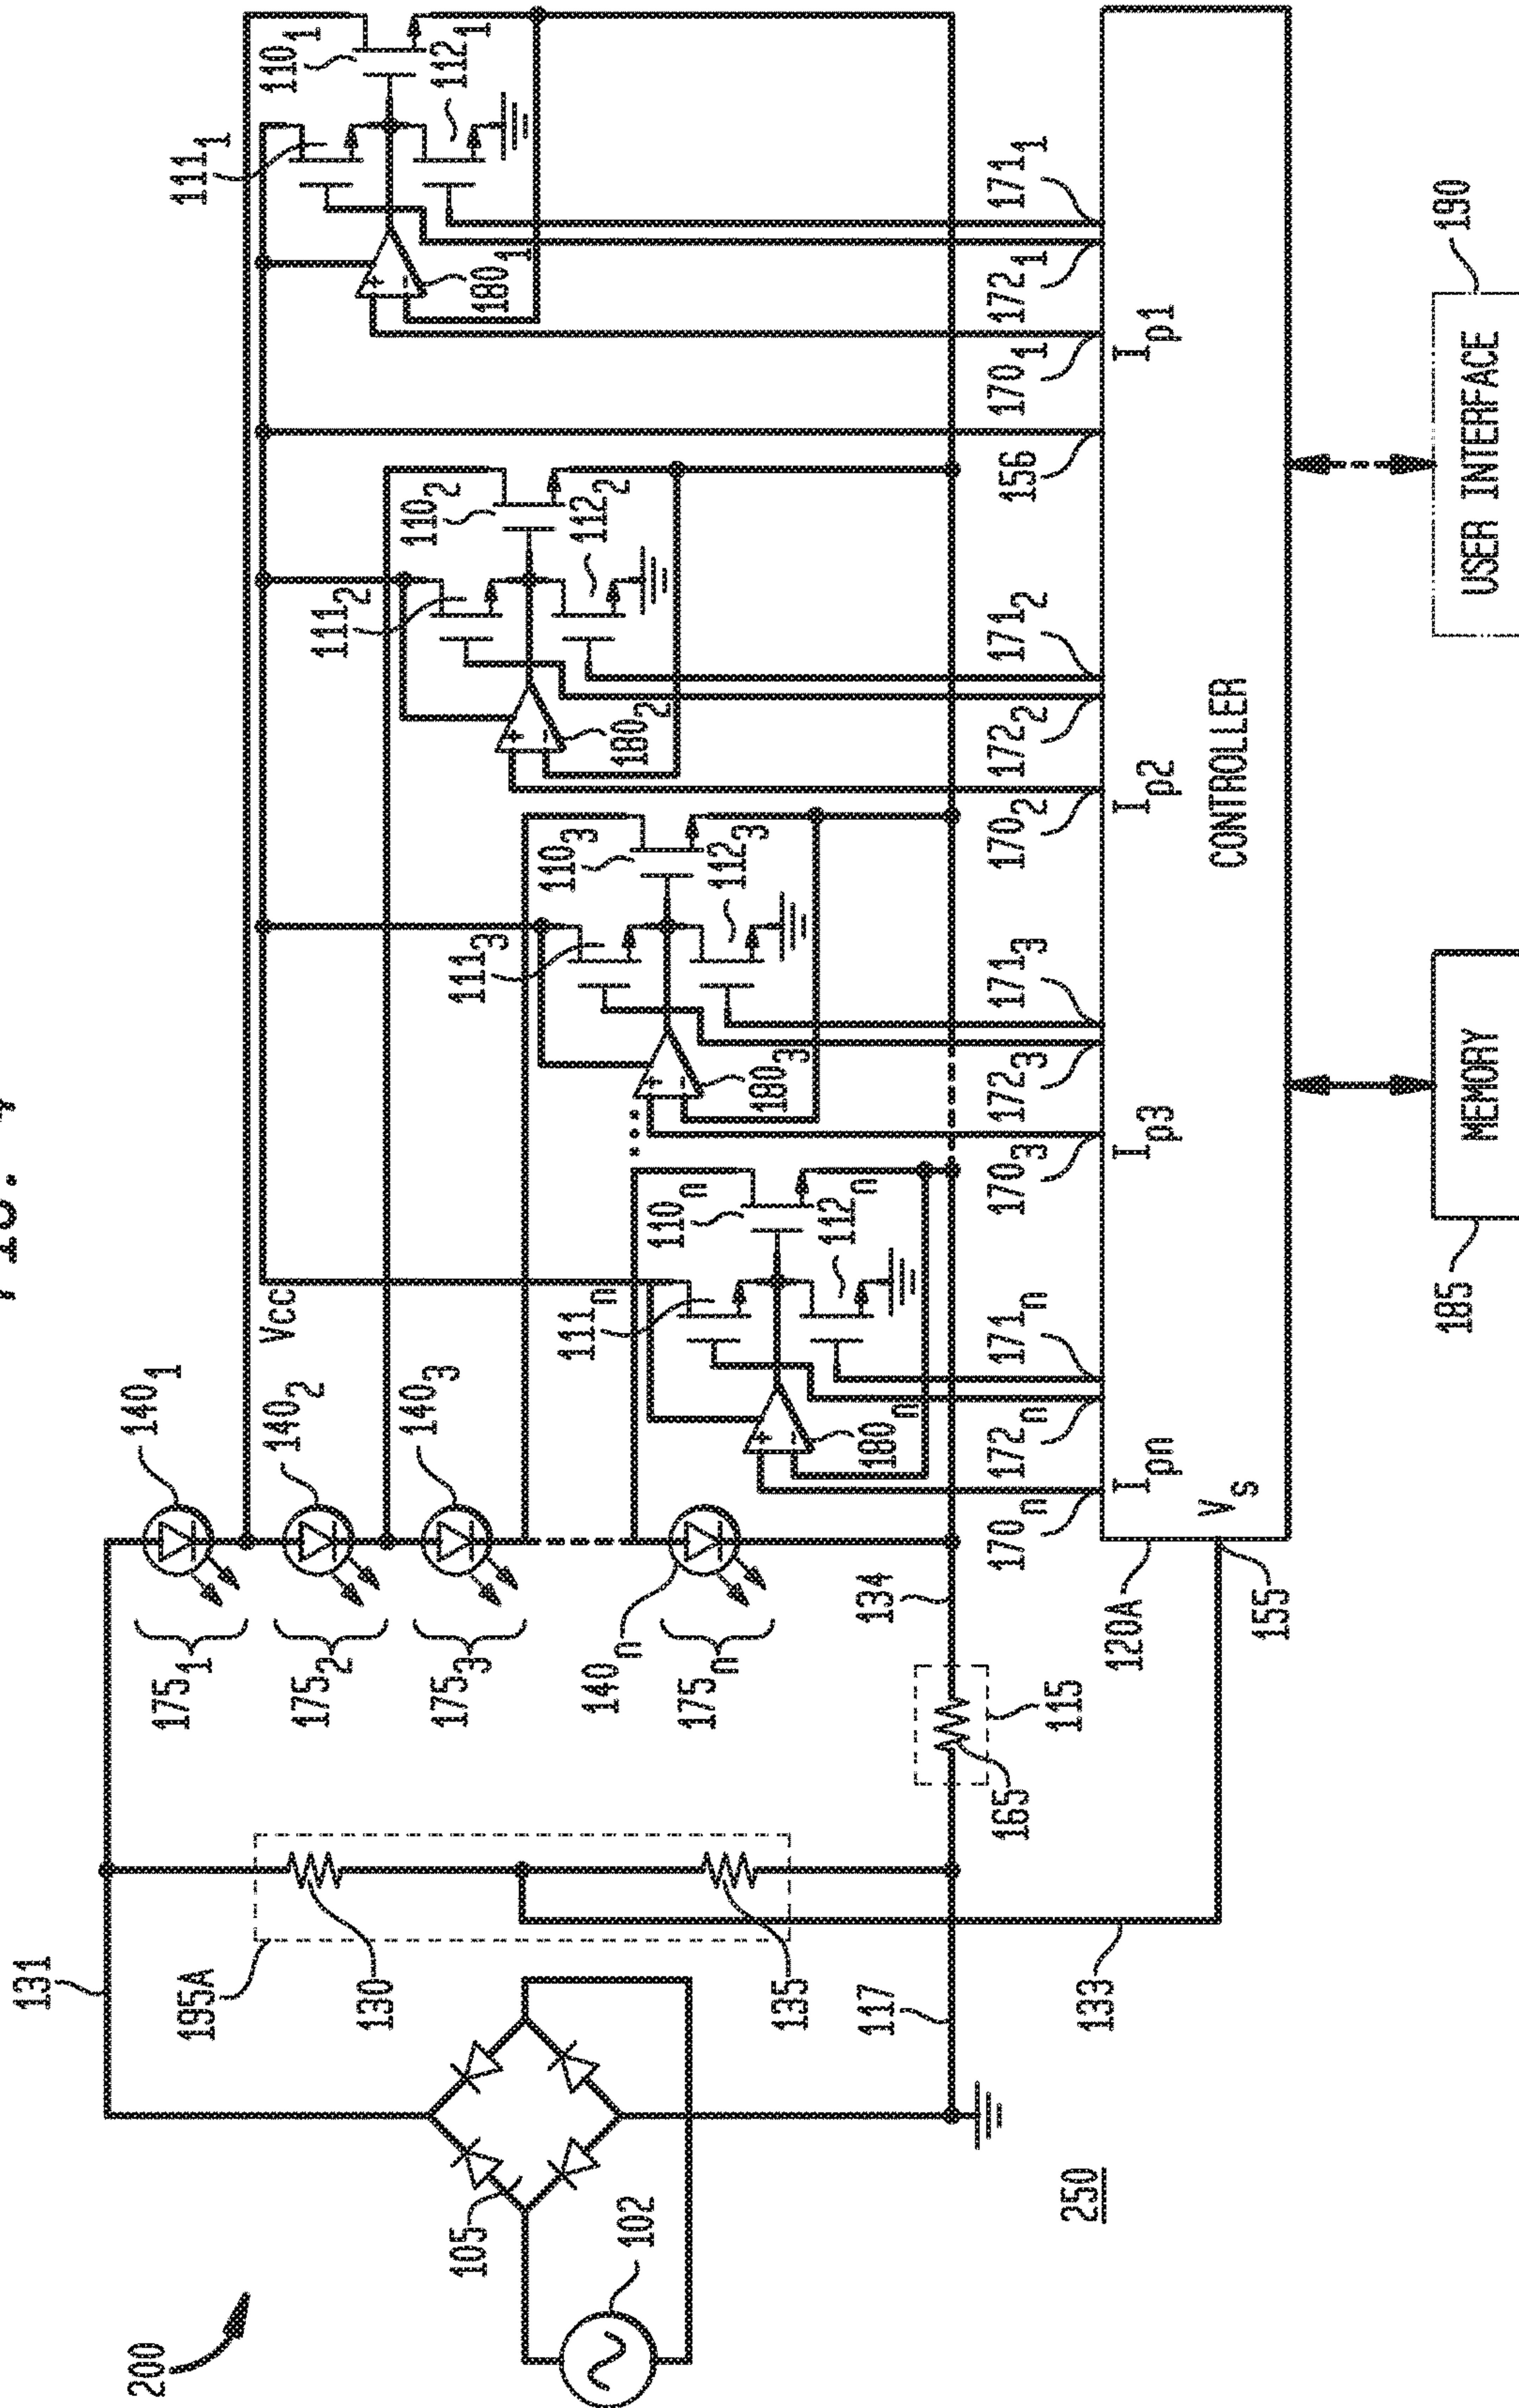 200
250
102
105
131
195A
130
135
117
133
165
115
134
175₁
175₂
175₃
175ₙ
140₁
140₂
140₃
140ₙ
Vcc
111₁
110₁
112₁
180₁
111₂
110₂
112₂
180₂
111₃
110₃
112₃
180₃
111ₙ
110ₙ
112ₙ
180ₙ
+
−
+
−
+
−
+
−
170ₙ
172ₙ
171ₙ
170₃
172₃
171₃
170₂
172₂
171₂
156
170₁
172₁
171₁
Iₚₙ
Iₚ₃
Iₚ₂
Iₚ₁
Vₛ
120A
155
CONTROLLER
MEMORY
185
USER INTERFACE
190